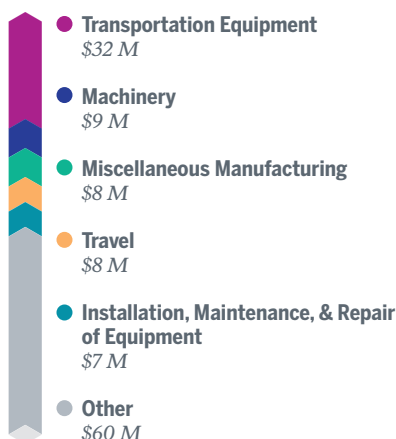 Transportation Equipment
$32 M
Machinery
$9 M
Miscellaneous Manufacturing
$8 M
Travel
$8 M
Installation, Maintenance, & Repair
of Equipment
$7 M
Other
$60 M